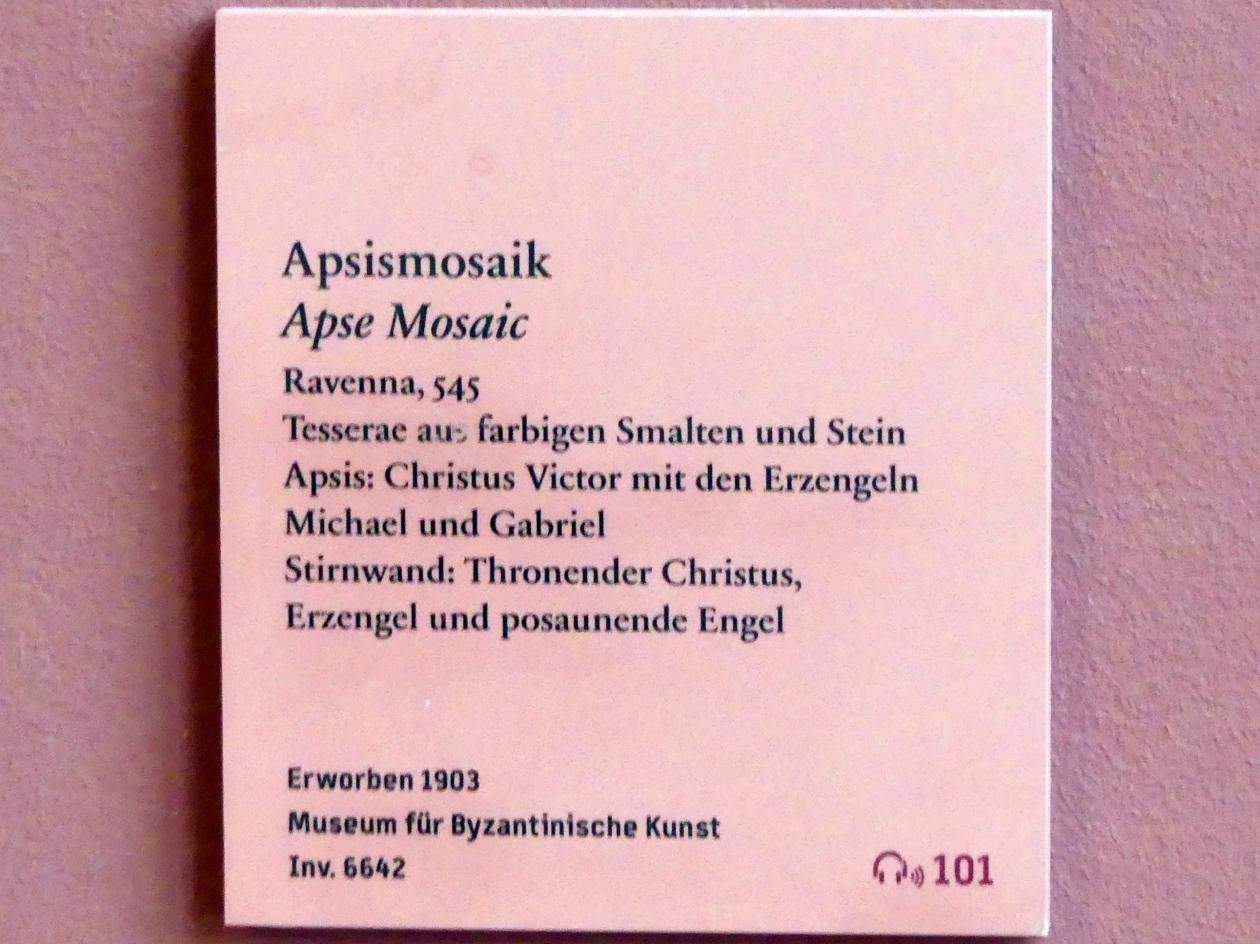 Apsismosaik
Apse Mosaic
Ravenna, 545
Tesserae aus farbigen Smalten und Stein
Apsis: Christus Victor mit den Erzengeln
Michael und Gabriel
Stirnwand: Thronender Christus,
Erzengel und posaunende Engel
Erworben 1903
Museum für Byzantinische Kunst
Inv. 6642
101